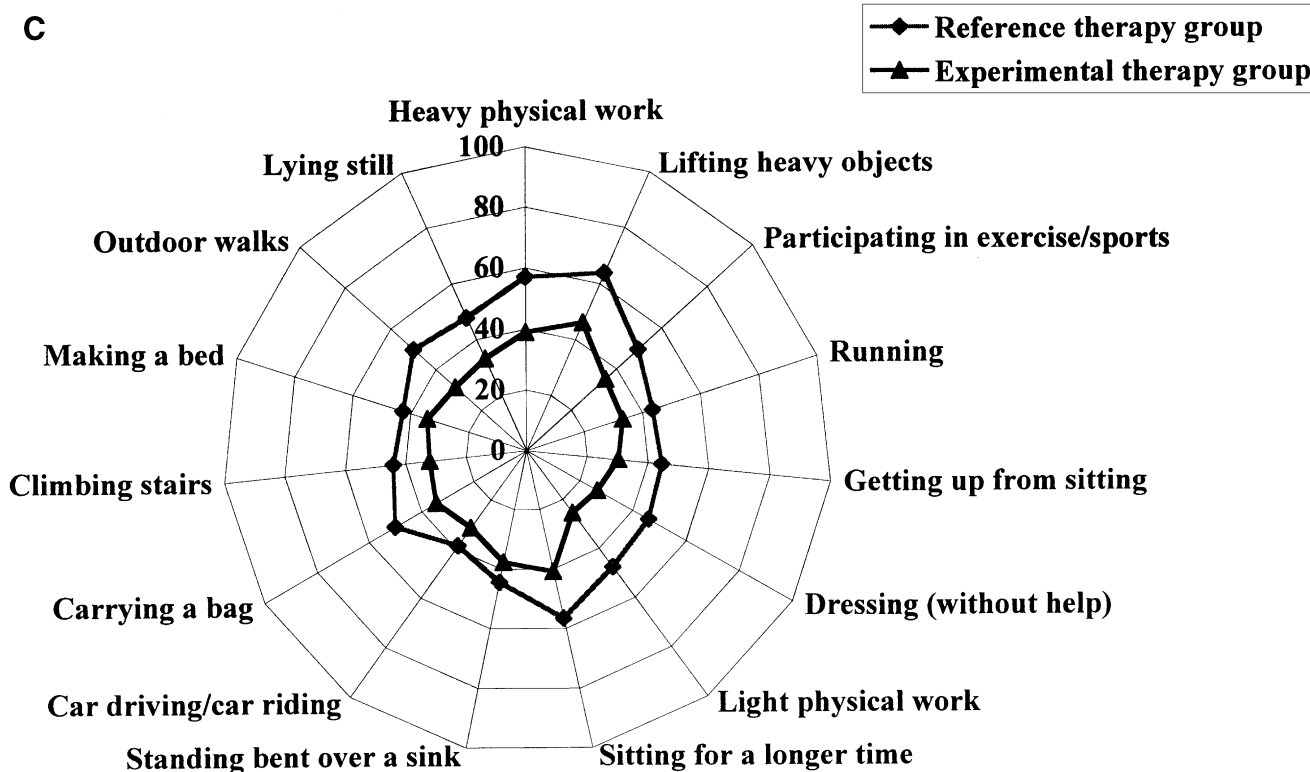 C
Reference therapy group
Experimental therapy group
Heavy physical work
100
Lying still
Lifting heavy objects
80
Outdoor walks
Participating in exercise/sports
60
40
Making a bed
Running
20
0
Climbing stairs
Getting up from sitting
Carrying a bag
Dressing (without help)
Car driving/car riding
Light physical work
Standing bent over a sink
Sitting for a longer time